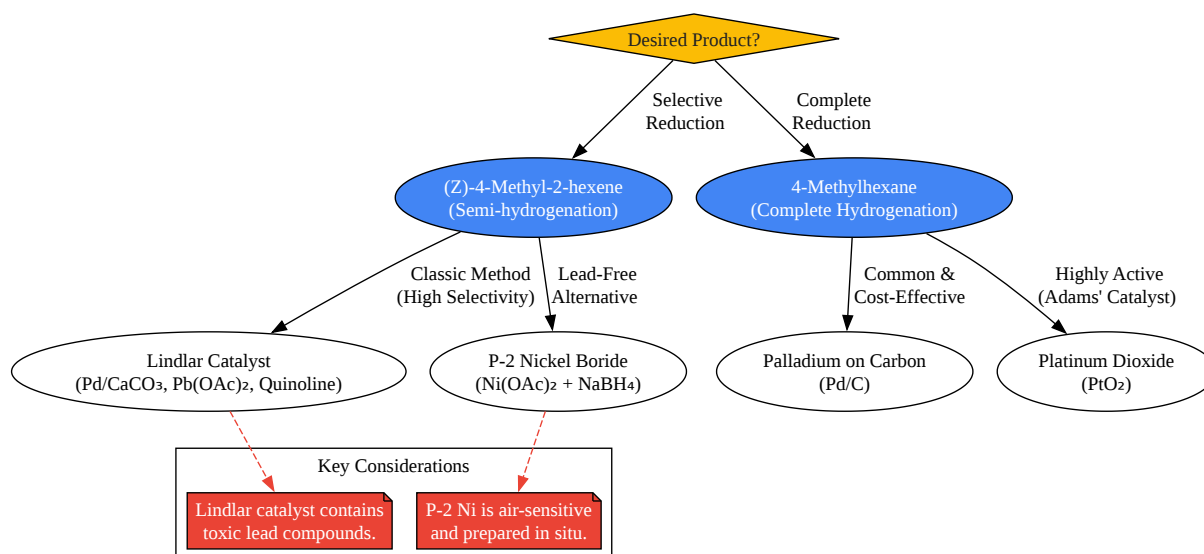 Desired Product?
Selective
Reduction
Complete
Reduction
(Z)-4-Methyl-2-hexene
(Semi-hydrogenation)
4-Methylhexane
(Complete Hydrogenation)
Classic Method
(High Selectivity)
Lead-Free
Alternative
Common &
Cost-Effective
Highly Active
(Adams' Catalyst)
Lindlar Catalyst
(Pd/CaCO₃, Pb(OAc)₂, Quinoline)
P-2 Nickel Boride
(Ni(OAc)₂ + NaBH₄)
Palladium on Carbon
(Pd/C)
Platinum Dioxide
(PtO₂)
Key Considerations
Lindlar catalyst contains
toxic lead compounds.
P-2 Ni is air-sensitive
and prepared in situ.